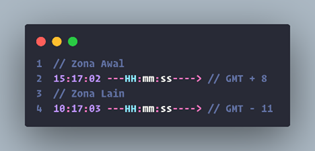 1 // Zona Awal
2 15:17:02 ---HH:mm:ss----> // GMT + 8
3 // Zona Lain
4 10:17:03 ---HH:mm:ss----> // GMT - 11